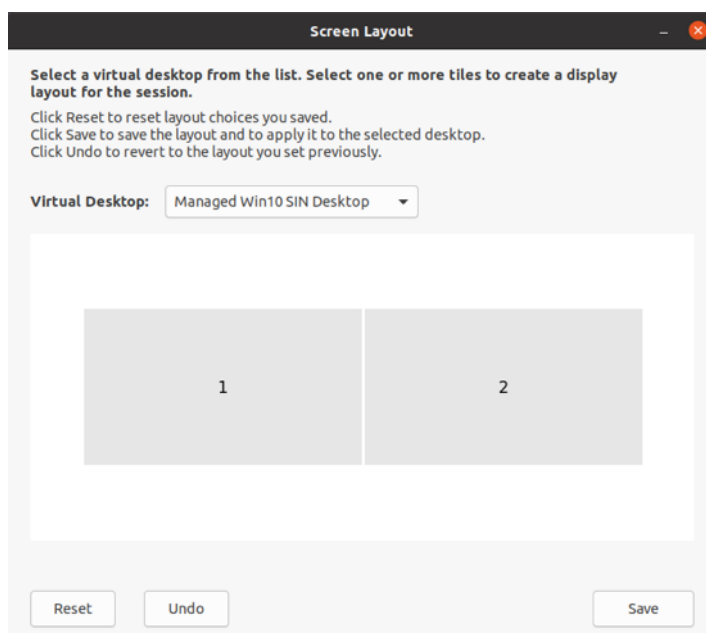 Screen Layout
Select a virtual desktop from the list. Select one or more tiles to create a display
layout for the session.
Click Reset to reset layout choices you saved.
Click Save to save the layout and to apply it to the selected desktop.
Click Undo to revert to the layout you set previously.
Virtual Desktop: Managed Win10 SIN Desktop
1 2
Reset Undo Save